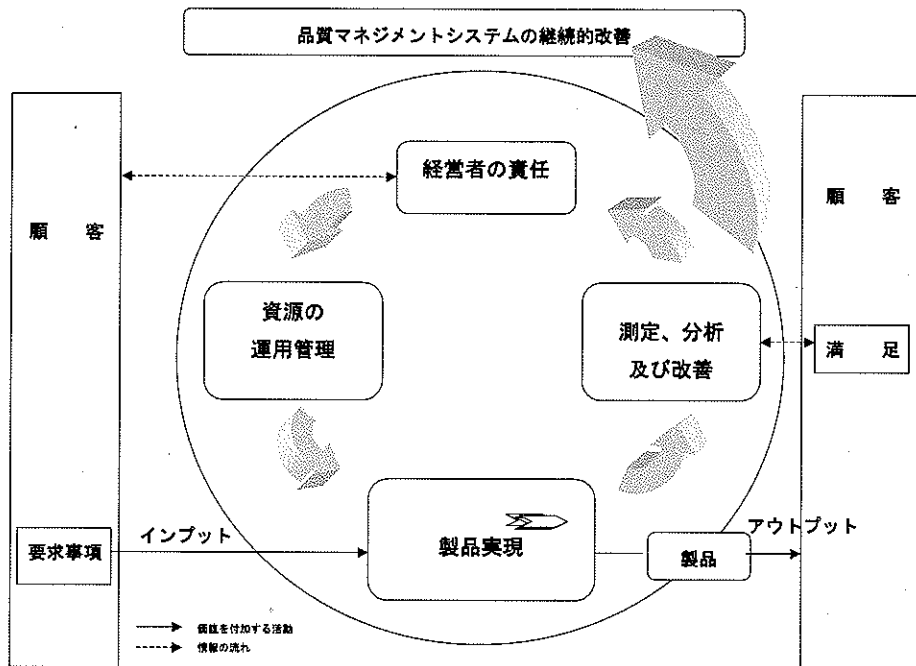 品質マネジメントシステムの継続的改善
経営者の責任
顧 客
顧 客
資源の
運用管理
測定、分析
及び改善
満 足
要求事項
インプット
製品実現
製品
アウトプット
価値を付加する活動
情報の流れ